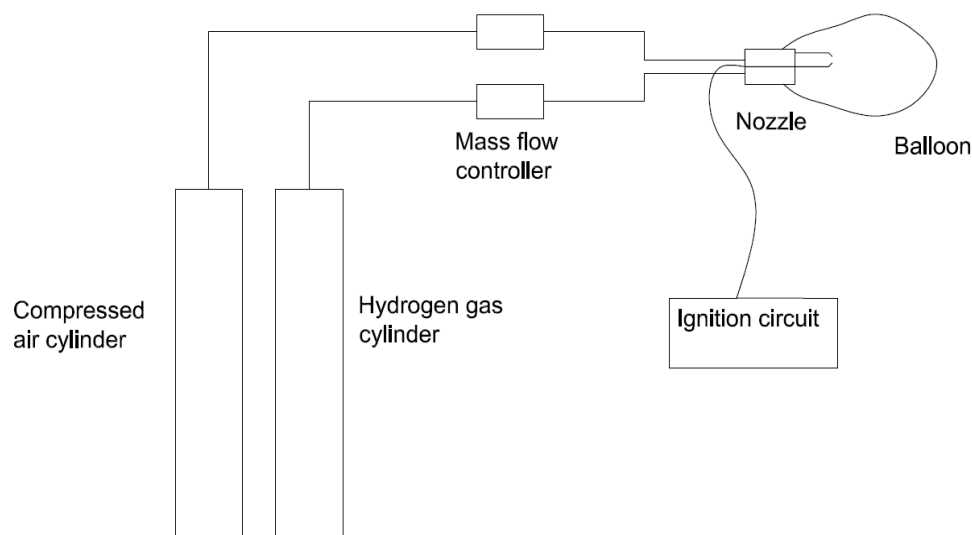 Mass flow
controller
Nozzle
Balloon
Compressed
air cylinder
Hydrogen gas
cylinder
Ignition circuit